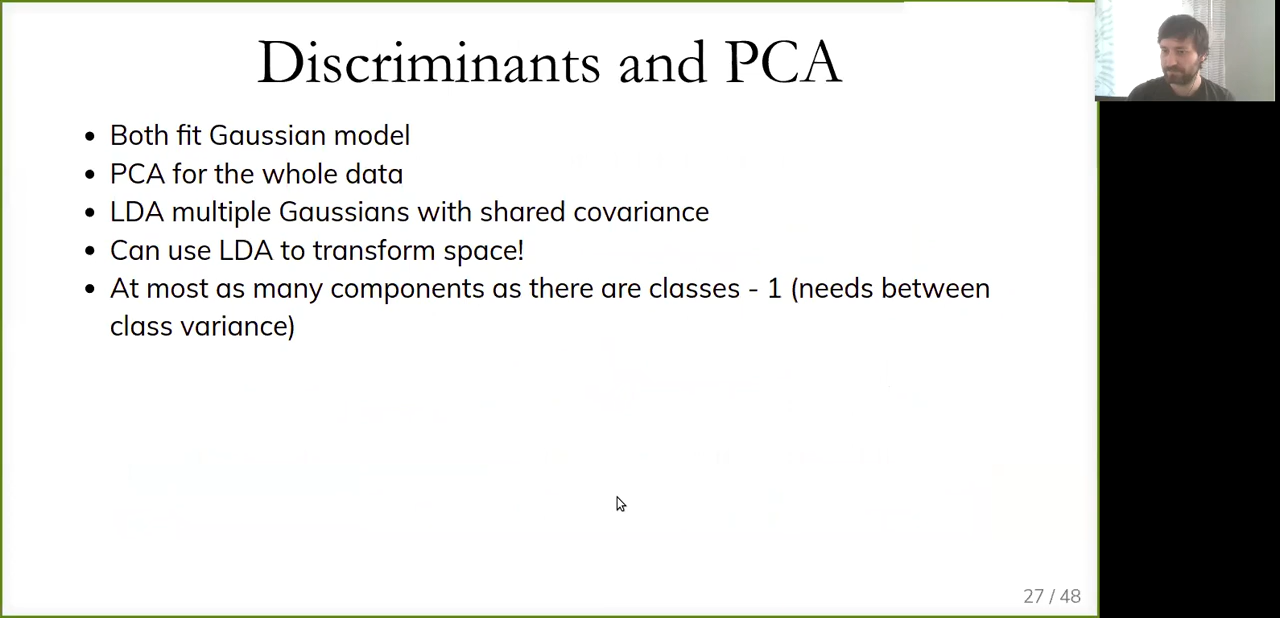 Discriminants and PCA
• Both fit Gaussian model
• PCA for the whole data
• LDA multiple Gaussians with shared covariance
• Can use LDA to transform space!
• At most as many components as there are classes - 1 (needs between
class variance)
27 / 48